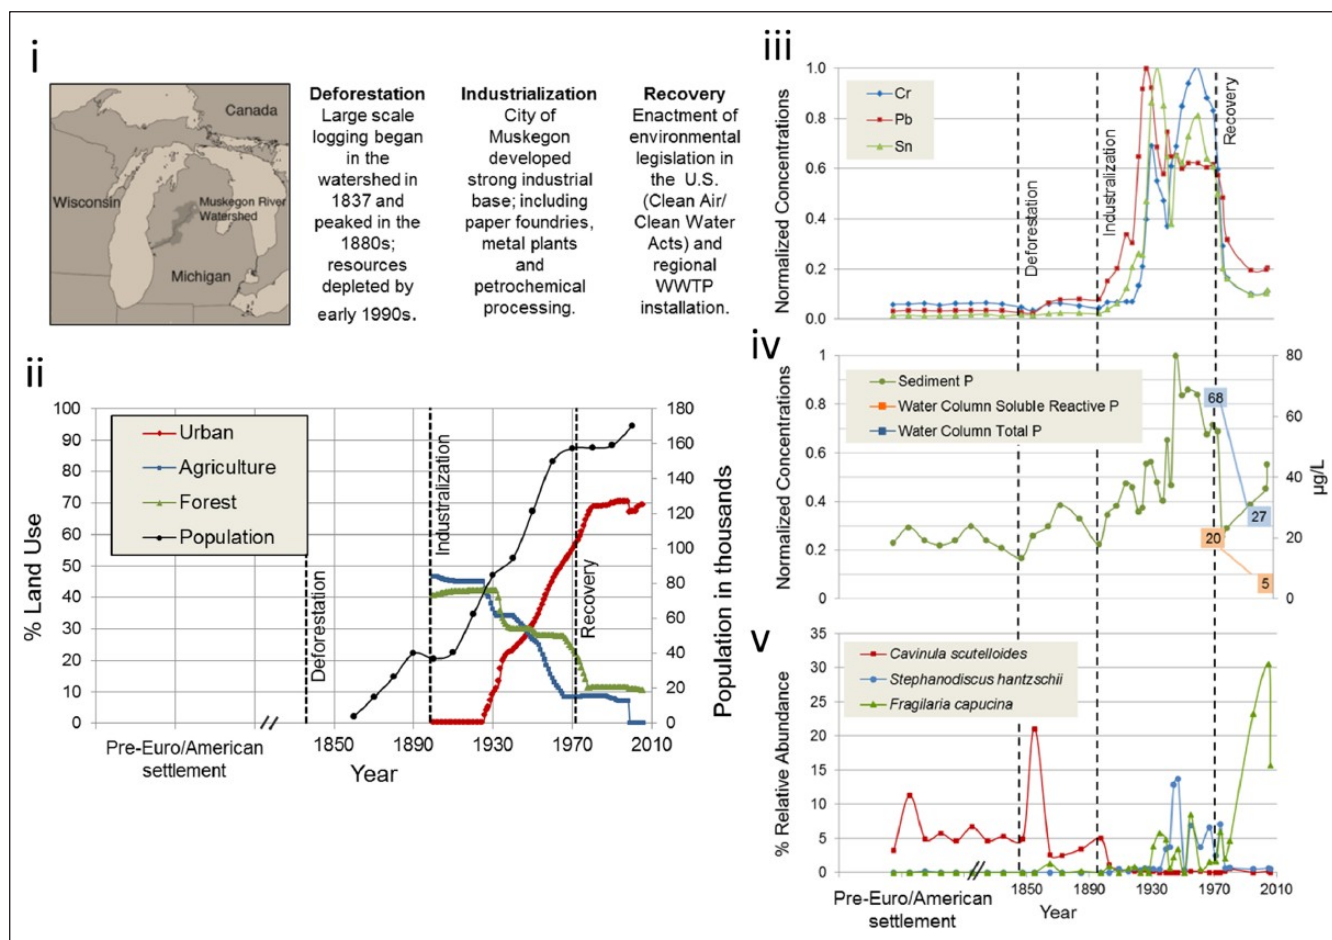 i
Canada
Wisconsin
Muskegon River
Watershed
Michigan
Deforestation
Large scale
logging began
in the
watershed in
1837 and
peaked in the
1880s;
resources
depleted by
early 1990s.
Industrialization
City of
Muskegon
developed
strong industrial
base; including
paper foundries,
metal plants
and
petrochemical
processing.
Recovery
Enactment of
environmental
legislation in
the U.S.
(Clean Air/
Clean Water
Acts) and
regional
WWTP
installation.
ii
% Land Use
100
90
80
70
60
50
40
30
20
10
0
Urban
Agriculture
Forest
Population
Deforestation
Industrialization
Recovery
180
160
140
120
100
80
60
40
20
0
Population in thousands
Pre-Euro/American
settlement
1850
1890
1930
1970
2010
Year
iii
Normalized Concentrations
1.0
0.8
0.6
0.4
0.2
0.0
Cr
Pb
Sn
Deforestation
Industrialization
Recovery
iv
Normalized Concentrations
1
0.8
0.6
0.4
0.2
0
Sediment P
Water Column Soluble Reactive P
Water Column Total P
68
27
20
5
80
60
40
20
0
µg/L
v
% Relative Abundance
35
30
25
20
15
10
5
0
Cavinula scutelloides
Stephanodiscus hantzschii
Fragilaria capucina
Pre-Euro/American
settlement
1850
1890
1930
1970
2010
Year